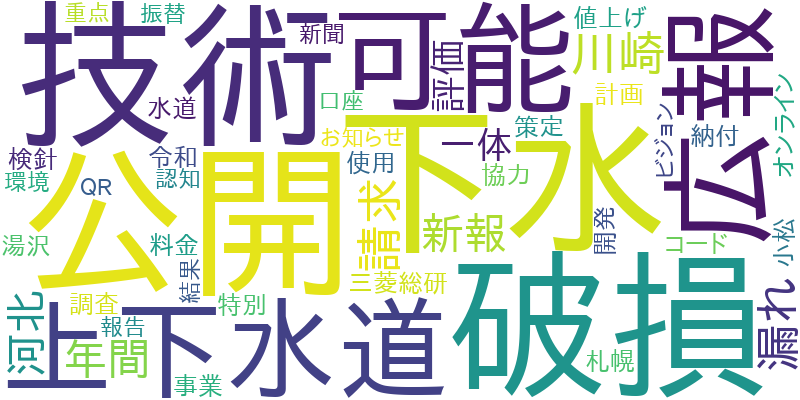 重点
振替
新聞
値上げ
技術
可能
広報
評価
川崎
水道
口座
計画
オンライン
お知らせ
一体
策定
ビジョン
納付
下水
検針
令和
使用
協力
環境
QR
認知
公開
請求
新報
開発
小松
湯沢
料金
コード
結果
三菱総研
破損
漏れ
河北
調査
特別
上下水道
報告
年間
札幌
事業